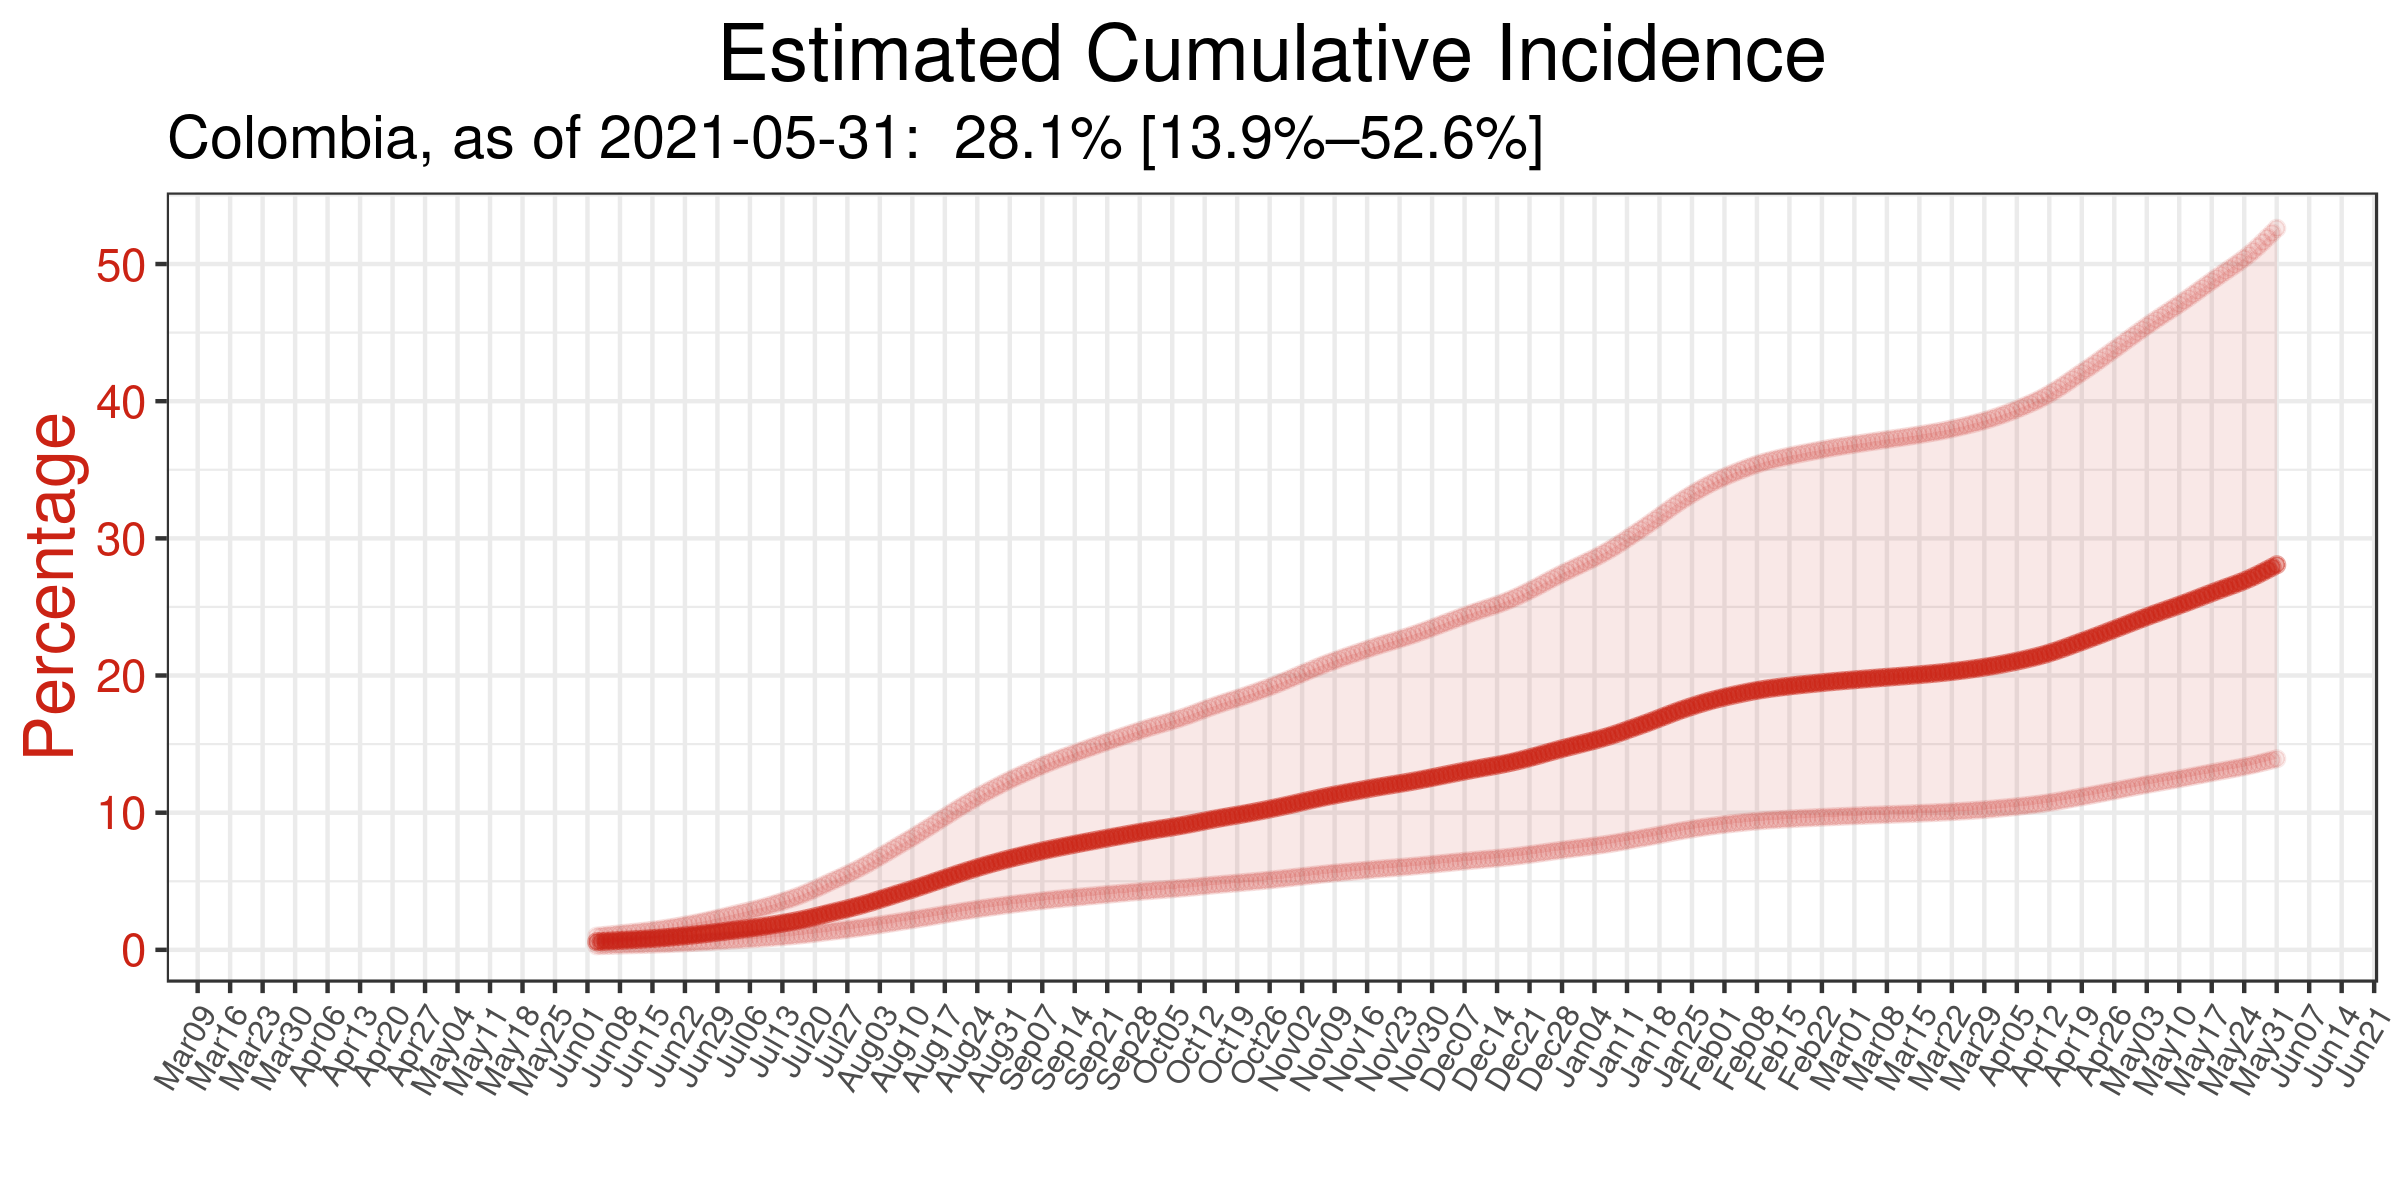 Estimated Cumulative Incidence
Colombia, as of 2021-05-31:  28.1% [13.9%–52.6%]
Percentage
50
40
30
20
10
0
Mar09
Mar16
Mar23
Mar30
Apr06
Apr13
Apr20
Apr27
May04
May11
May18
May25
Jun01
Jun08
Jun15
Jun22
Jun29
Jul06
Jul13
Jul20
Jul27
Aug03
Aug10
Aug17
Aug24
Aug31
Sep07
Sep14
Sep21
Sep28
Oct05
Oct12
Oct19
Oct26
Nov02
Nov09
Nov16
Nov23
Nov30
Dec07
Dec14
Dec21
Dec28
Jan04
Jan11
Jan18
Jan25
Feb01
Feb08
Feb15
Feb22
Mar01
Mar08
Mar15
Mar22
Mar29
Apr05
Apr12
Apr19
Apr26
May03
May10
May17
May24
May31
Jun07
Jun14
Jun21